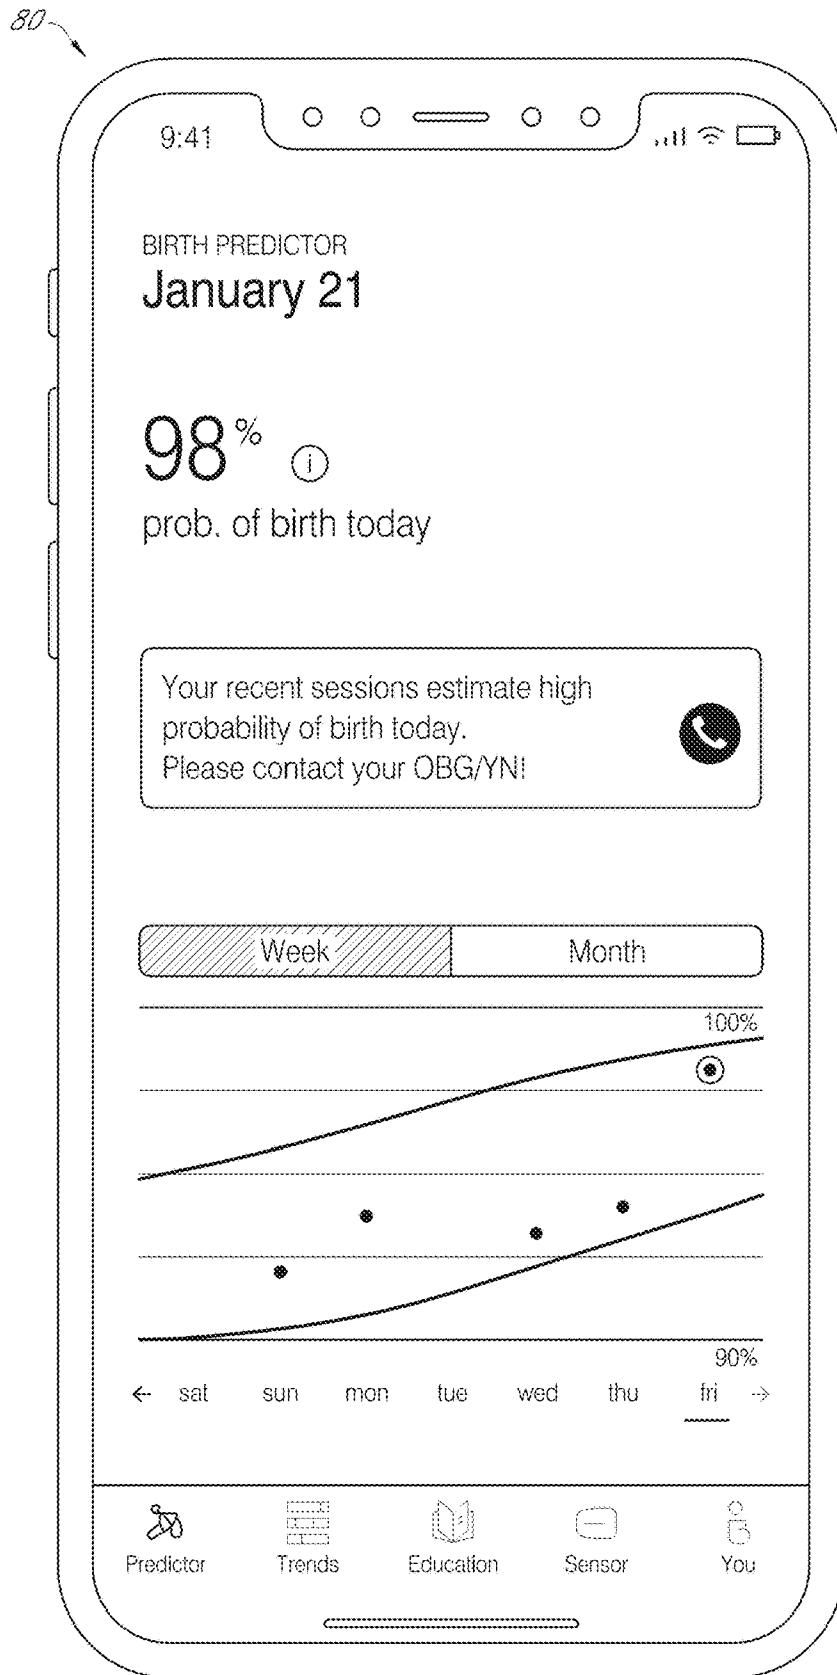 80
9:41
BIRTH PREDICTOR
January 21
98%
prob. of birth today
Your recent sessions estimate high
probability of birth today.
Please contact your OBG/YN!
Week Month
100%
90%
← sat sun mon tue wed thu fri →
Predictor Trends Education Sensor You